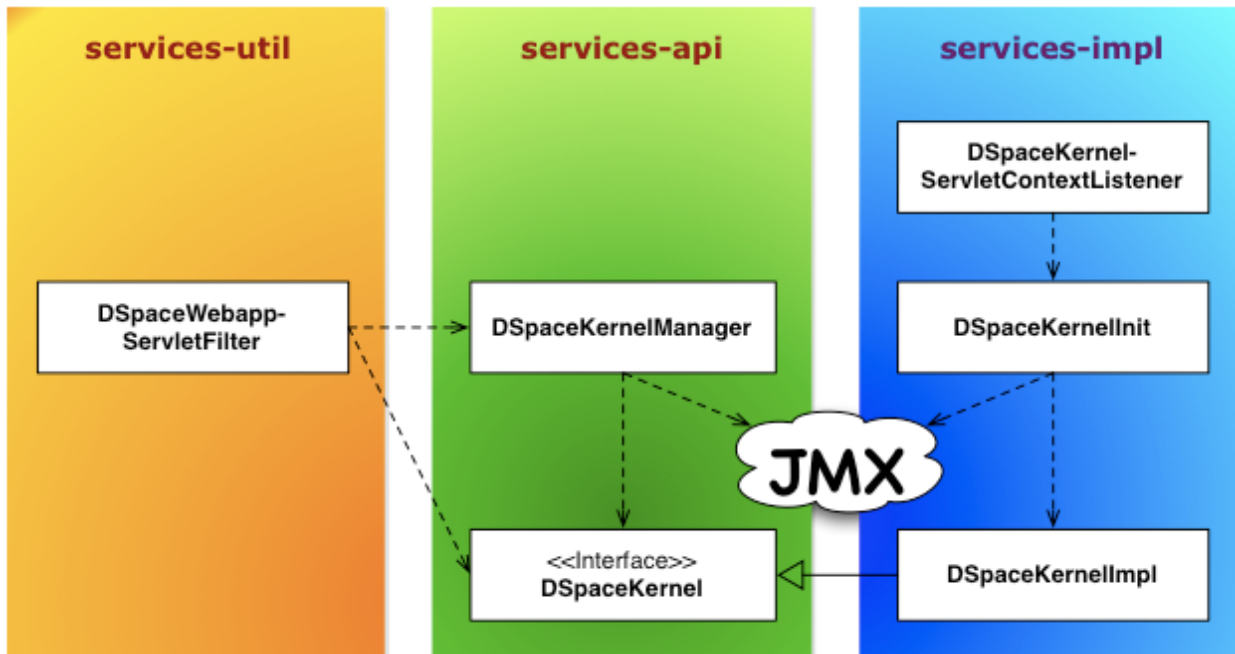 services-util
services-api
services-impl
DSpaceKernel-
ServletContextListener
DSpaceWebapp-
ServletFilter
DSpaceKernelManager
DSpaceKernelInit
JMX
<<Interface>>
DSpaceKernel
DSpaceKernelImpl